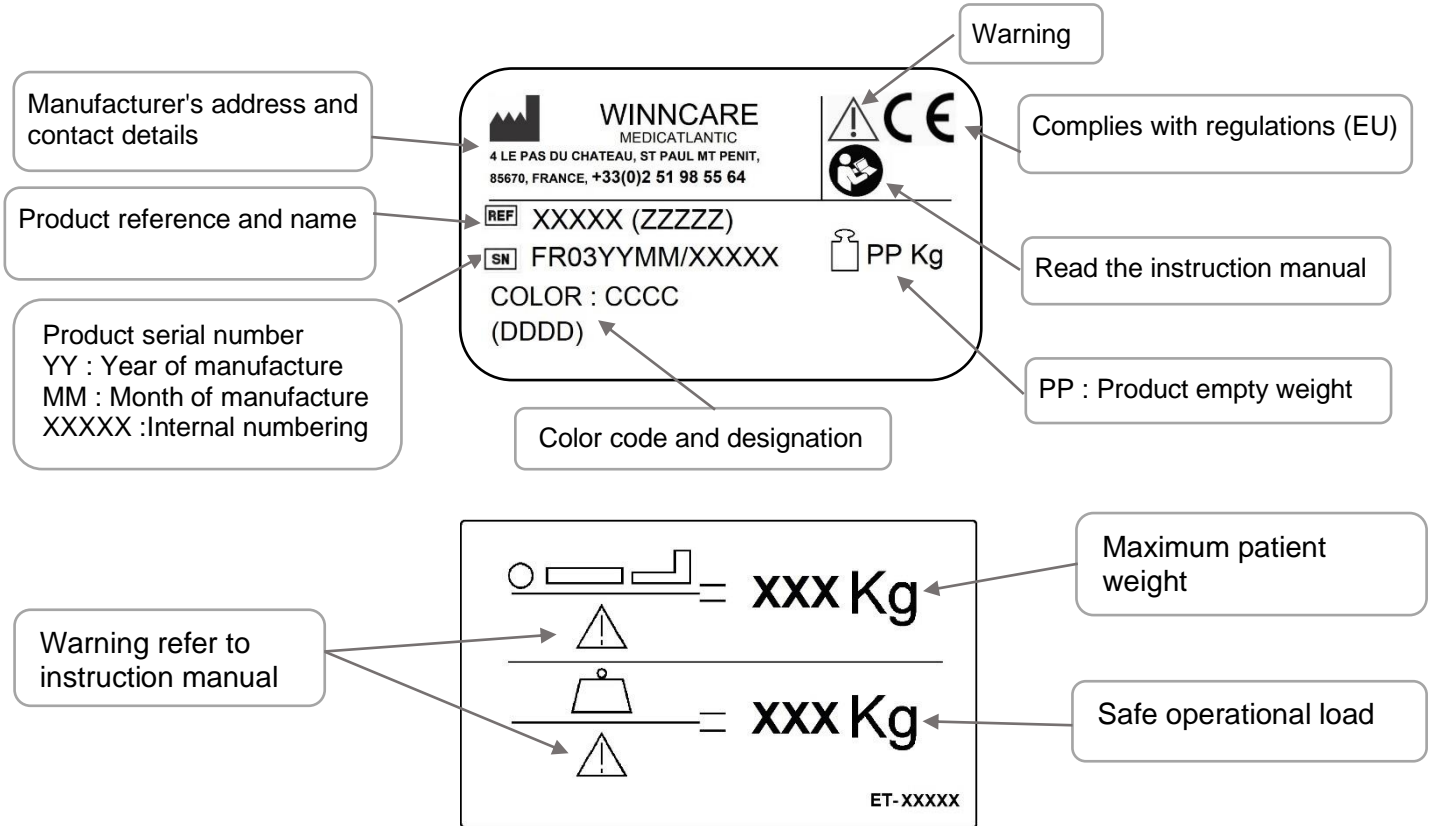 Warning
Manufacturer's address and
contact details
WINNCARE
MEDICATLANTIC
4 LE PAS DU CHATEAU, ST PAUL MT PENIT,
85670, FRANCE, +33(0)2 51 98 55 64
CE
Complies with regulations (EU)
Product reference and name
REF XXXXX (ZZZZZ)
SN FR03YYMM/XXXXX
PP Kg
COLOR : CCCC
(DDDD)
Read the instruction manual
Product serial number
YY : Year of manufacture
MM : Month of manufacture
XXXXX :Internal numbering
PP : Product empty weight
Color code and designation
= XXX Kg
Maximum patient
weight
Warning refer to
instruction manual
= XXX Kg
Safe operational load
ET- XXXXX